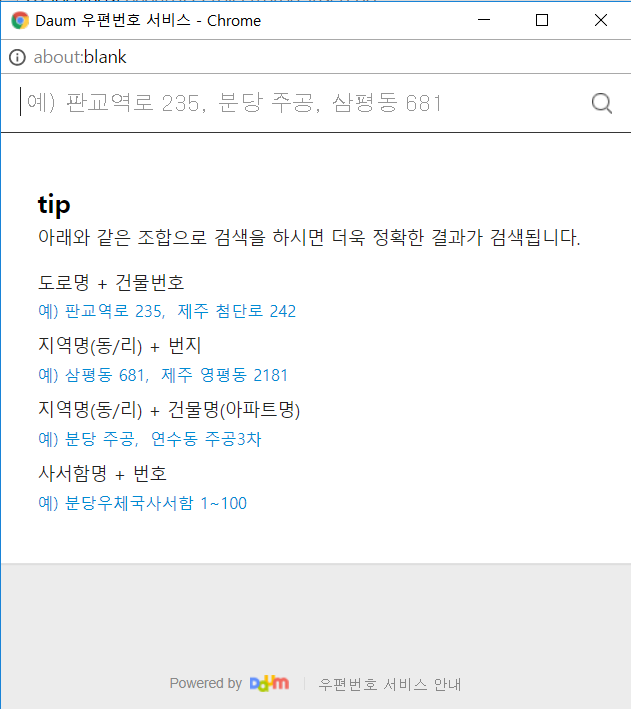 Daum 우편번호 서비스 - Chrome
about:blank
예) 판교역로 235, 분당 주공, 삼평동 681
tip
아래와 같은 조합으로 검색을 하시면 더욱 정확한 결과가 검색됩니다.
도로명 + 건물번호
예) 판교역로 235, 제주 첨단로 242
지역명(동/리) + 번지
예) 삼평동 681, 제주 영평동 2181
지역명(동/리) + 건물명(아파트명)
예) 분당 주공, 연수동 주공3차
사서함명 + 번호
예) 분당우체국사서함 1~100
Powered by Daum 우편번호 서비스 안내